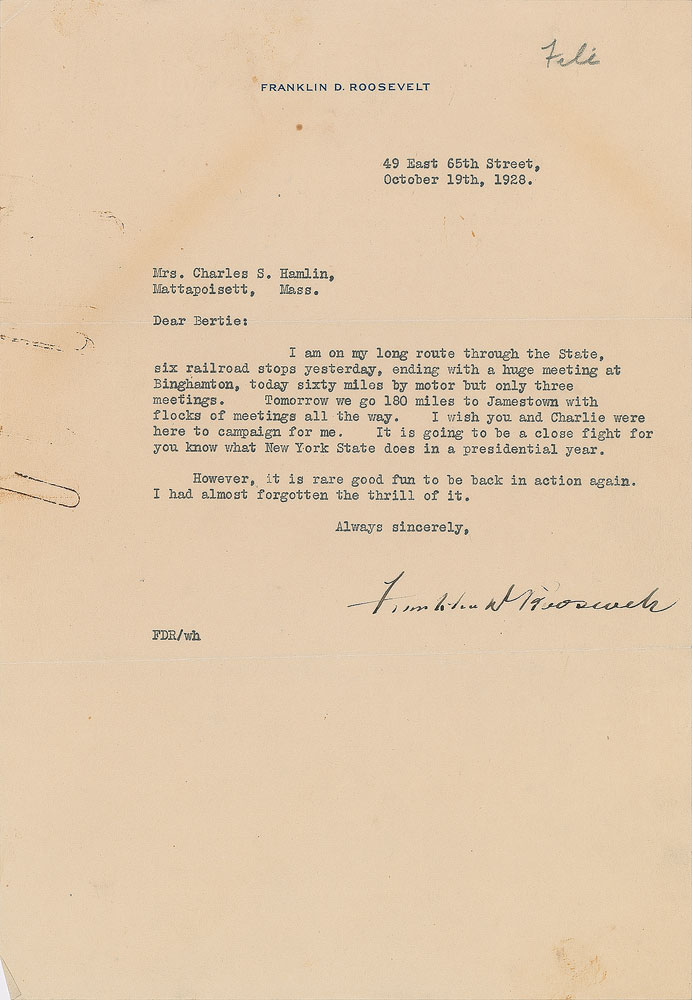 File
FRANKLIN D. ROOSEVELT
49 East 65th Street,
October 19th, 1928.
Mrs. Charles S. Hamlin,
Mattapoisett, Mass.
Dear Bertie:
I am on my long route through the State,
six railroad stops yesterday, ending with a huge meeting at
Binghamton, today sixty miles by motor but only three
meetings. Tomorrow we go 180 miles to Jamestown with
flocks of meetings all the way. I wish you and Charlie were
here to campaign for me. It is going to be a close fight for
you know what New York State does in a presidential year.
However, it is rare good fun to be back in action again.
I had almost forgotten the thrill of it.
Always sincerely,
Franklin D Roosevelt
FDR/wh